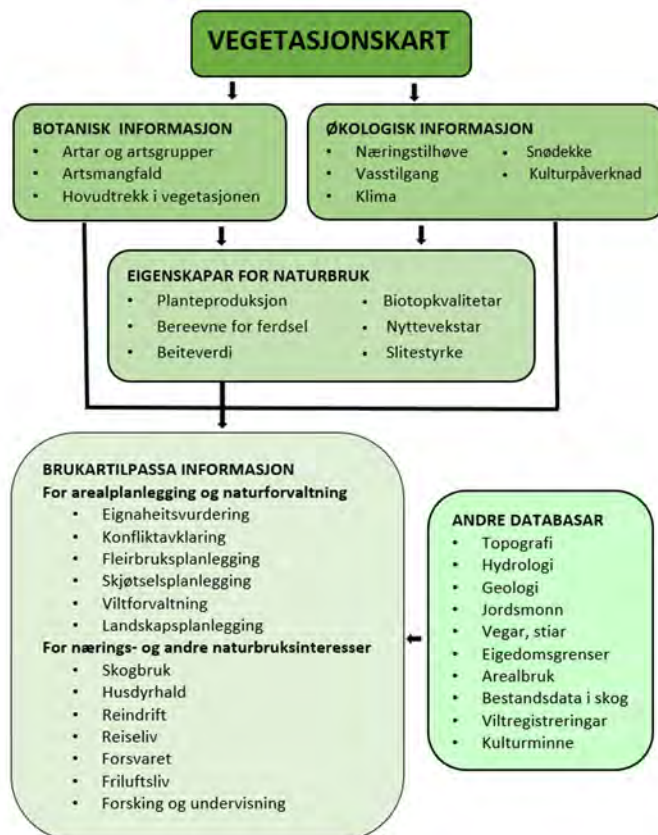 VEGETASJONSKART
BOTANISK INFORMASJON
• Artar og artsgrupper
• Artsmangfald
• Hovudtrekk i vegetasjonen
ØKOLOGISK INFORMASJON
• Næringstilhøve
• Vasstilgang
• Klima
• Snødekke
• Kulturpåverknad
EIGENSKAPAR FOR NATURBRUK
• Planteproduksjon
• Bereevne for ferdsel
• Beiteverdi
• Biotopkvalitetar
• Nyttevekstar
• Slitestyrke
BRUKARTILPASSA INFORMASJON
For arealplanlegging og naturforvaltning
• Eignaheitsvurdering
• Konfliktavklaring
• Fleirbruksplanlegging
• Skjøtselsplanlegging
• Viltforvaltning
• Landskapsplanlegging
For nærings- og andre naturbruksinteresser
• Skogbruk
• Husdyrhald
• Reindrift
• Reiseliv
• Forsvaret
• Friluftsliv
• Forsking og undervisning
ANDRE DATABASAR
• Topografi
• Hydrologi
• Geologi
• Jordsmonn
• Vegar, stiar
• Eigedomsgrenser
• Arealbruk
• Bestandsdata i skog
• Viltregistreringar
• Kulturminne